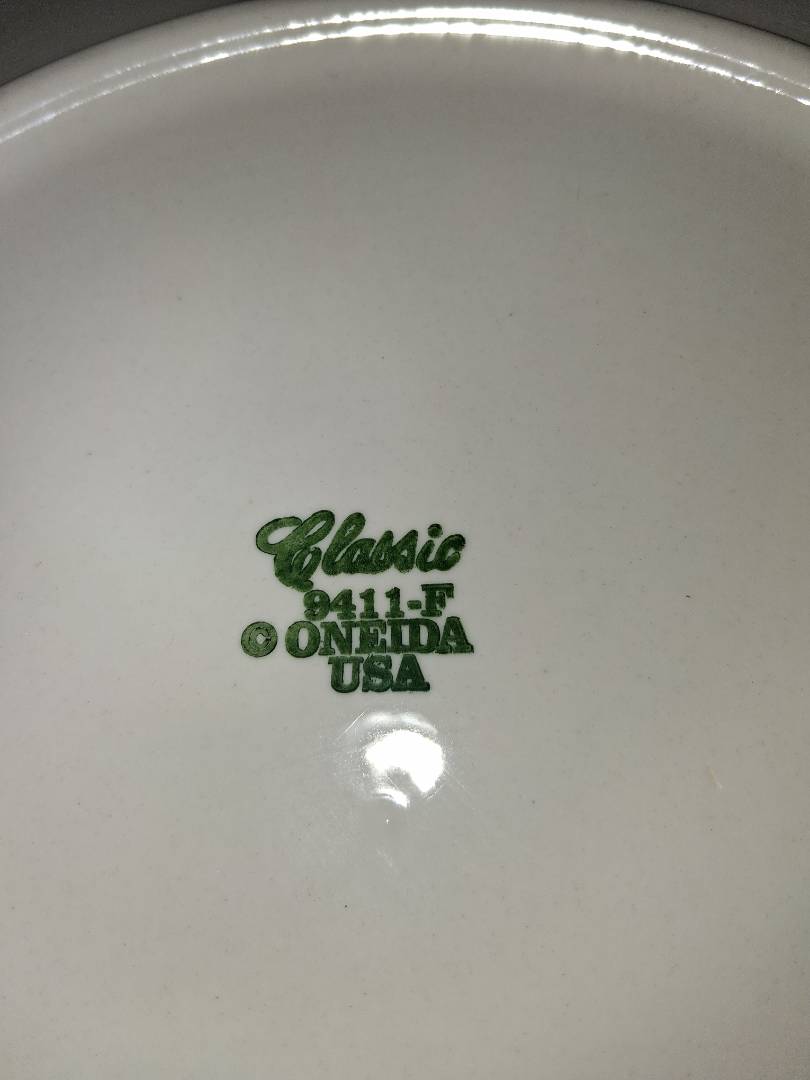 Classic
9411-F
© ONEIDA
USA